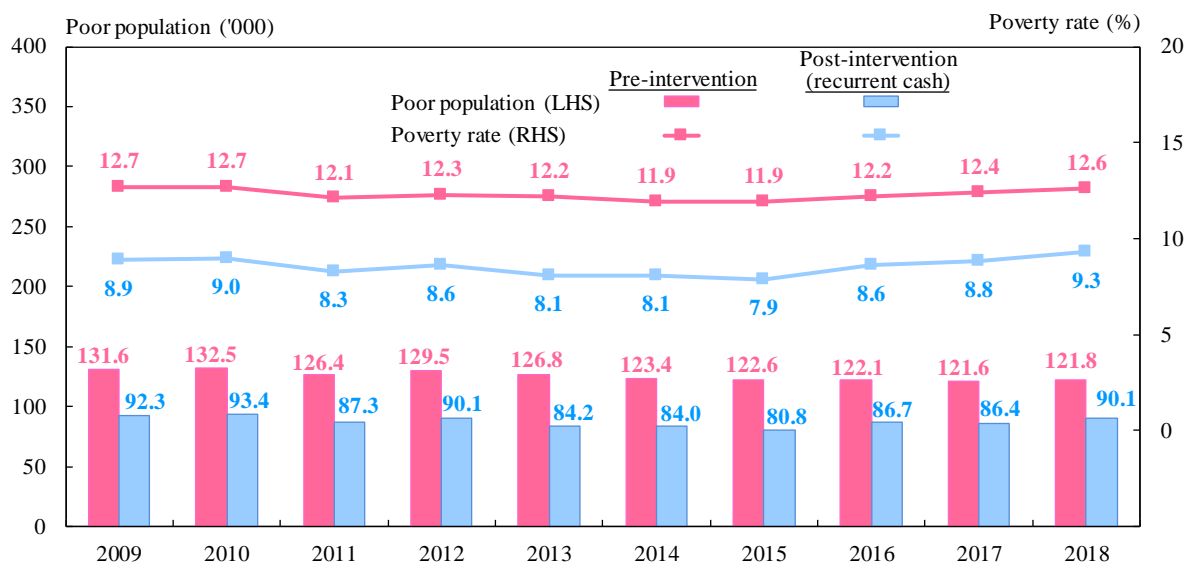 Poor population ('000)
Poverty rate (%)
400
350
300
250
200
150
100
50
0
20
15
10
5
0
Pre-intervention
Post-intervention
(recurrent cash)
Poor population (LHS)
Poverty rate (RHS)
12.7 12.7 12.1 12.3 12.2 11.9 11.9 12.2 12.4 12.6
8.9 9.0 8.3 8.6 8.1 8.1 7.9 8.6 8.8 9.3
131.6 132.5 126.4 129.5 126.8 123.4 122.6 122.1 121.6 121.8
92.3 93.4 87.3 90.1 84.2 84.0 80.8 86.7 86.4 90.1
2009 2010 2011 2012 2013 2014 2015 2016 2017 2018